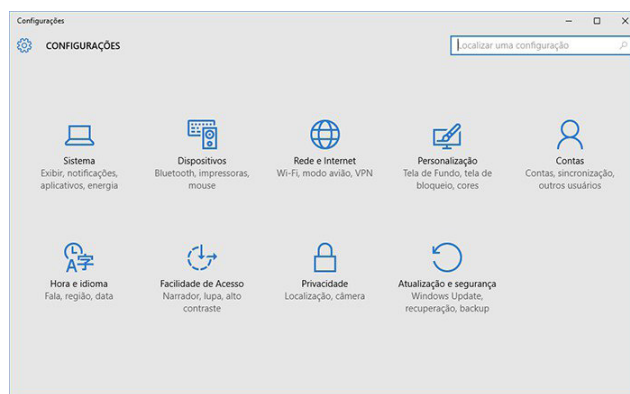 Configurações
CONFIGURAÇÕES
Localizar uma configuração
Sistema
Exibir, notificações,
aplicativos, energia
Dispositivos
Bluetooth, impressoras,
mouse
Rede e Internet
Wi-Fi, modo avião, VPN
Personalização
Tela de Fundo, tela de
bloqueio, cores
Contas
Contas, sincronização,
outros usuários
Hora e idioma
Fala, região, data
Facilidade de Acesso
Narrador, lupa, alto
contraste
Privacidade
Localização, câmera
Atualização e segurança
Windows Update,
recuperação, backup